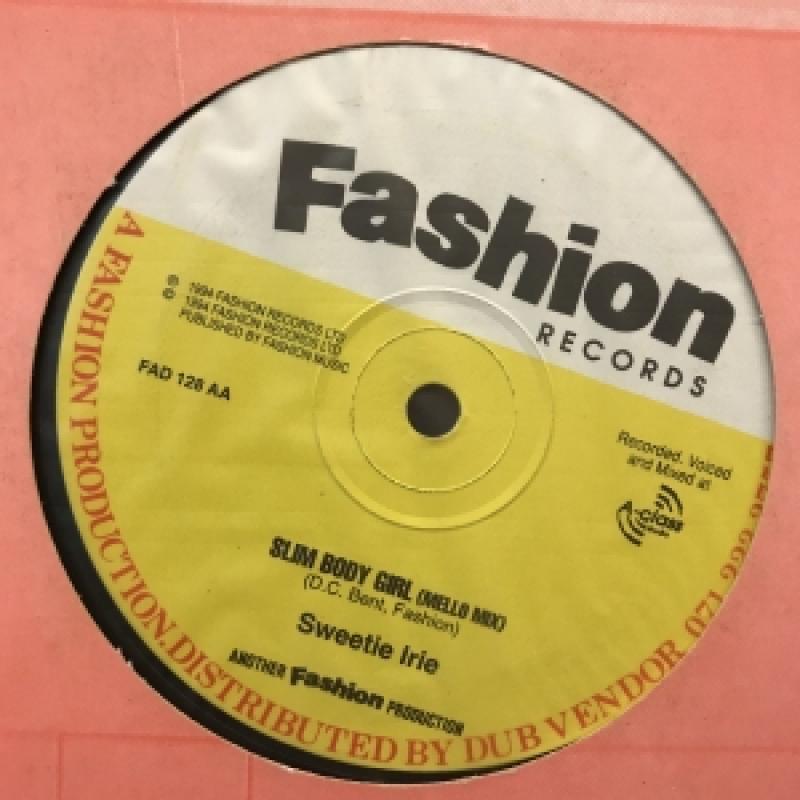 Fashion
RECORDS
℗ 1994 FASHION RECORDS LTD
© 1994 FASHION RECORDS LTD
PUBLISHED BY FASHION MUSIC
FAD 128 AA
Recorded, Voiced
and Mixed at
A-Class
SLIM BODY GIRL (MELLO MIX)
(D.C. Bent, Fashion)
Sweetie Irie
ANOTHER Fashion PRODUCTION
A FASHION PRODUCTION. DISTRIBUTED BY DUB VENDOR 071 223